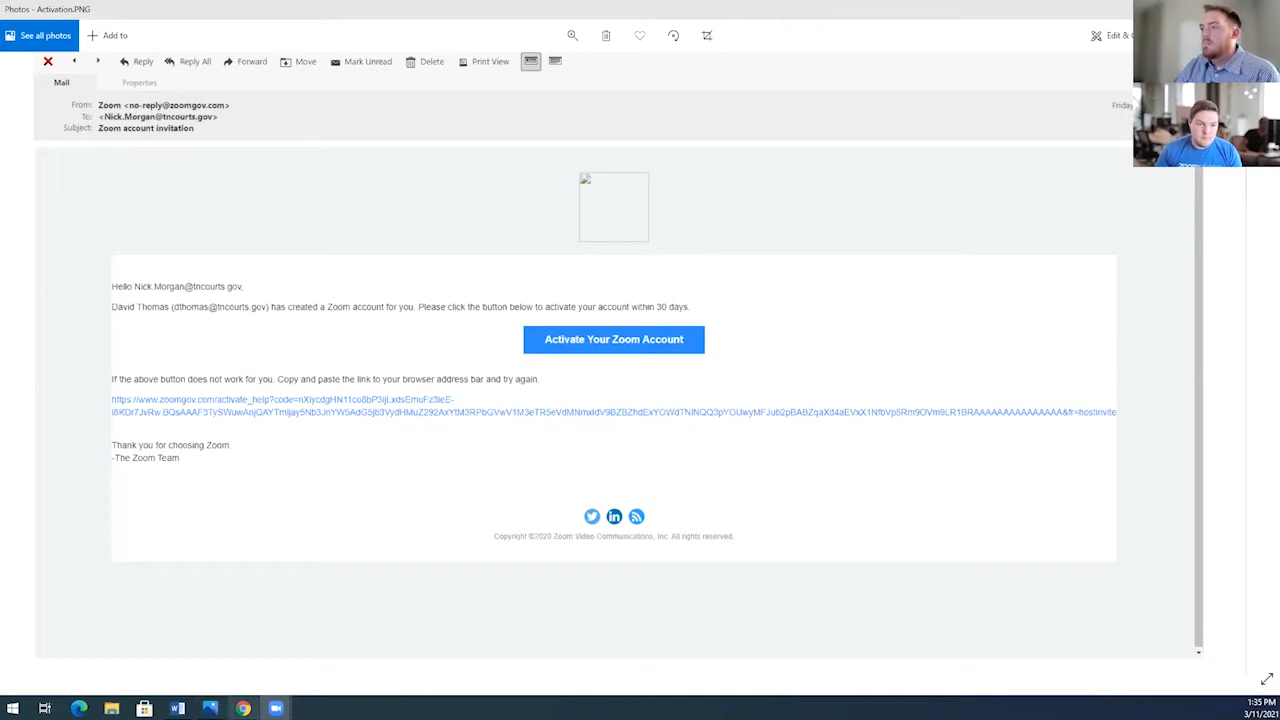 Photos - Activation.PNG
See all photos
Add to
Edit & C
Reply
Reply All
Forward
Move
Mark Unread
Delete
Print View
Mail
Properties
From: Zoom <no-reply@zoomgov.com>
Friday
To: <Nick.Morgan@tncourts.gov>
Subject: Zoom account invitation
Hello Nick.Morgan@tncourts.gov,
David Thomas (dthomas@tncourts.gov) has created a Zoom account for you. Please click the button below to activate your account within 30 days.
Activate Your Zoom Account
If the above button does not work for you. Copy and paste the link to your browser address bar and try again.
Thank you for choosing Zoom.
-The Zoom Team
in
Copyright ©2020 Zoom Video Communications, Inc. All rights reserved.
1:35 PM
3/11/2021